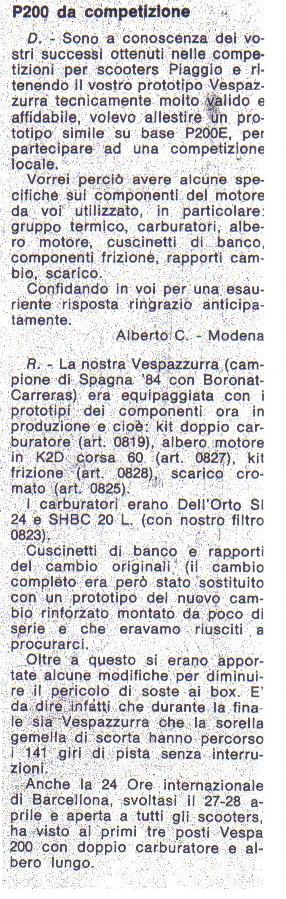 P200 da competizione
D. - Sono a conoscenza dei vo-
stri successi ottenuti nelle compe-
tizioni per scooters Piaggio e ri-
tenendo il vostro prototipo Vespaz-
zurra tecnicamente molto valido e
affidabile, volevo allestire un pro-
totipo simile su base P200E, per
partecipare ad una competizione
locale.
Vorrei perciò avere alcune spe-
cifiche sui componenti del motore
da voi utilizzato, in particolare:
gruppo termico, carburatori, albe-
ro motore, cuscinetti di banco,
componenti frizione, rapporti cam-
bio, scarico.
Confidando in voi per una esau-
riente risposta ringrazio anticipa-
tamente.
Alberto C. - Modena
R. - La nostra Vespazzurra (cam-
pione di Spagna '84 con Boronat-
Carreras) era equipaggiata con i
prototipi dei componenti ora in
produzione e cioè: kit doppio car-
buratore (art. 0819), albero motore
in K2D corsa 60 (art. 0827), kit
frizione (art. 0828), scarico cro-
mato (art. 0825).
I carburatori erano Dell'Orto SI
24 e SHBC 20 L. (con nostro filtro
0823).
Cuscinetti di banco e rapporti
del cambio originali (il cambio
completo era però stato sostituito
con un prototipo del nuovo cam-
bio rinforzato montato da poco di
serie e che eravamo riusciti a
procurarci.
Oltre a questo si erano appor-
tate alcune modifiche per diminui-
re il pericolo di soste ai box. E'
da dire infatti che durante la fina-
le sia Vespazzurra che la sorella
gemella di scorta hanno percorso
i 141 giri di pista senza interru-
zioni.
Anche la 24 Ore internazionale
di Barcellona, svoltasi il 27-28 a-
prile e aperta a tutti gli scooters,
ha visto ai primi tre posti Vespa
200 con doppio carburatore e al-
bero lungo.